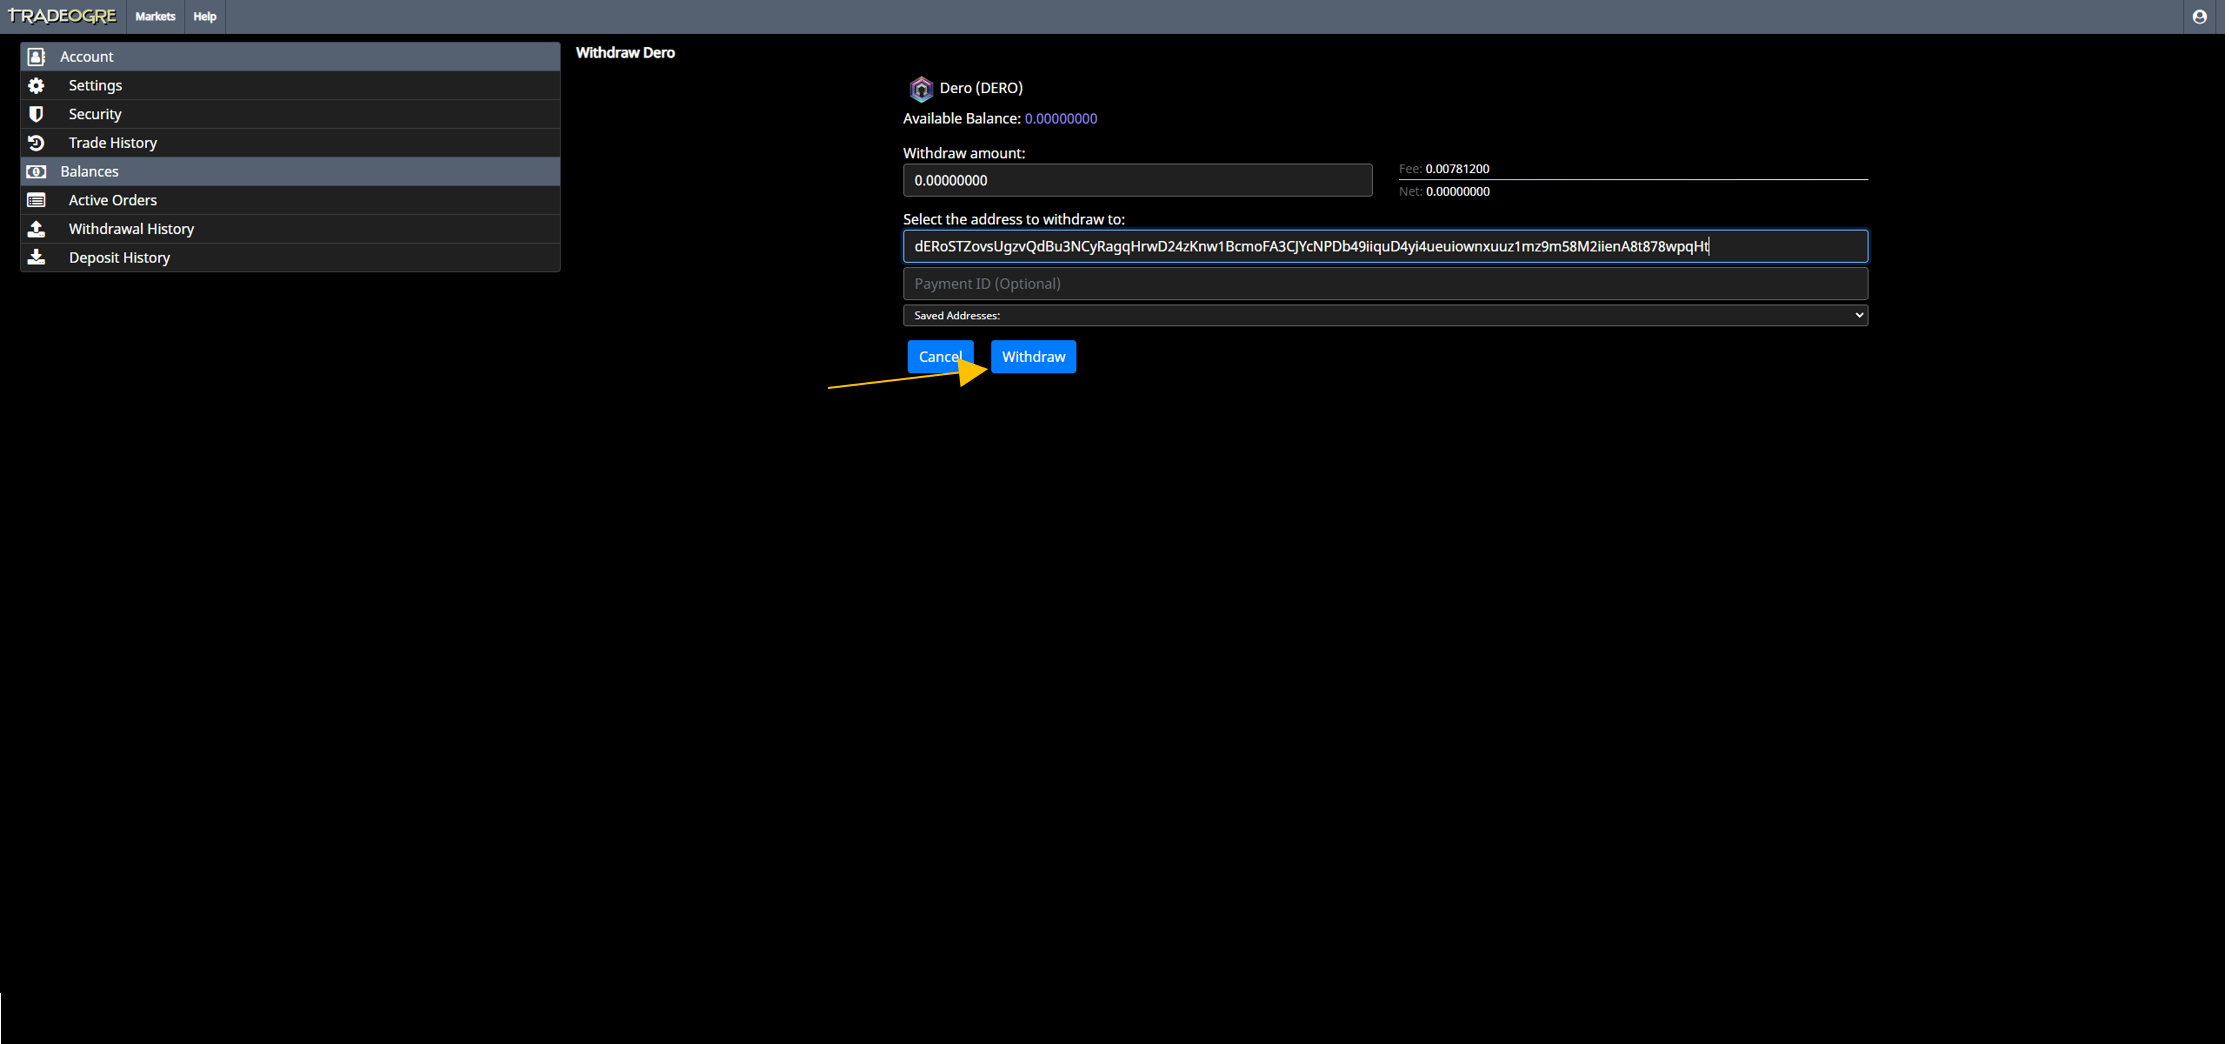 TRADEOGRE Markets Help
Account
Settings
Security
Trade History
Balances
Active Orders
Withdrawal History
Deposit History
Withdraw Dero
Dero (DERO)
Available Balance: 0.00000000
Withdraw amount:
0.00000000
Fee: 0.00781200
Net: 0.00000000
Select the address to withdraw to:
dERoSTZovsUgzvQdBu3NCyRagqHrwD24zKnw1BcmoFA3CJYcNPDb49iiquD4yi4ueuiownxuuz1mz9m58M2iienA8t878wpqHt
Payment ID (Optional)
Saved Addresses:
Cancel Withdraw